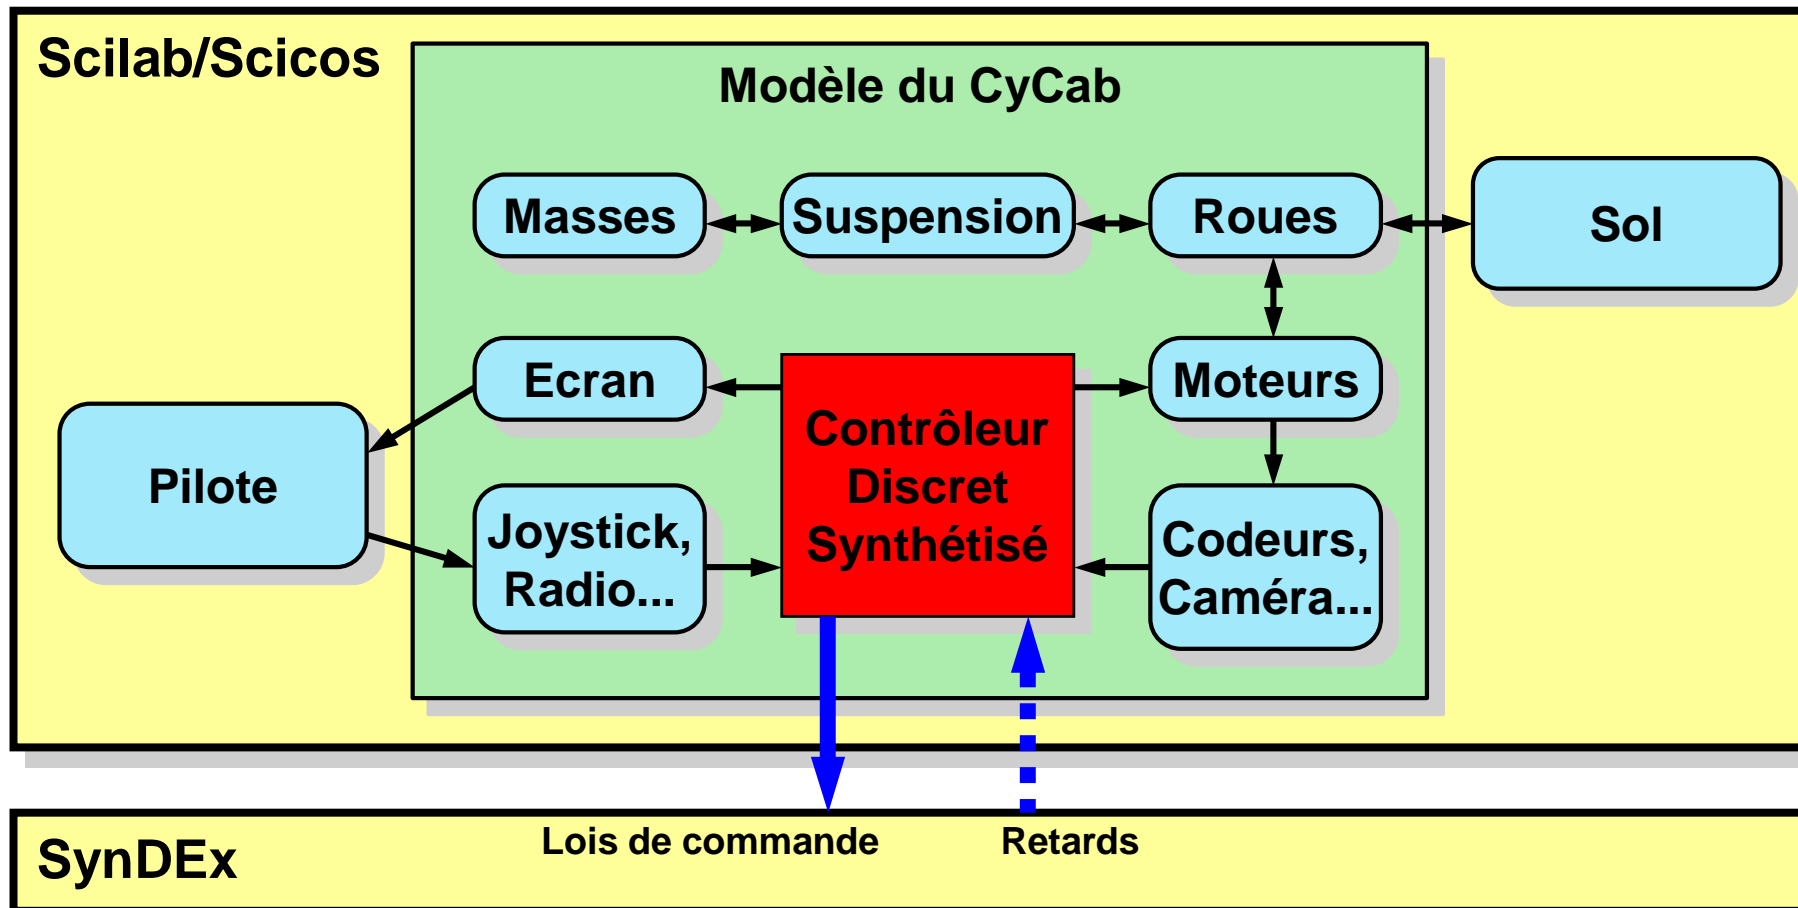 Scilab/Scicos
Modèle du CyCab
Masses
Suspension
Roues
Sol
Ecran
Moteurs
Pilote
Contrôleur
Discret
Synthétisé
Joystick,
Radio...
Codeurs,
Caméra...
Lois de commande
Retards
SynDEx